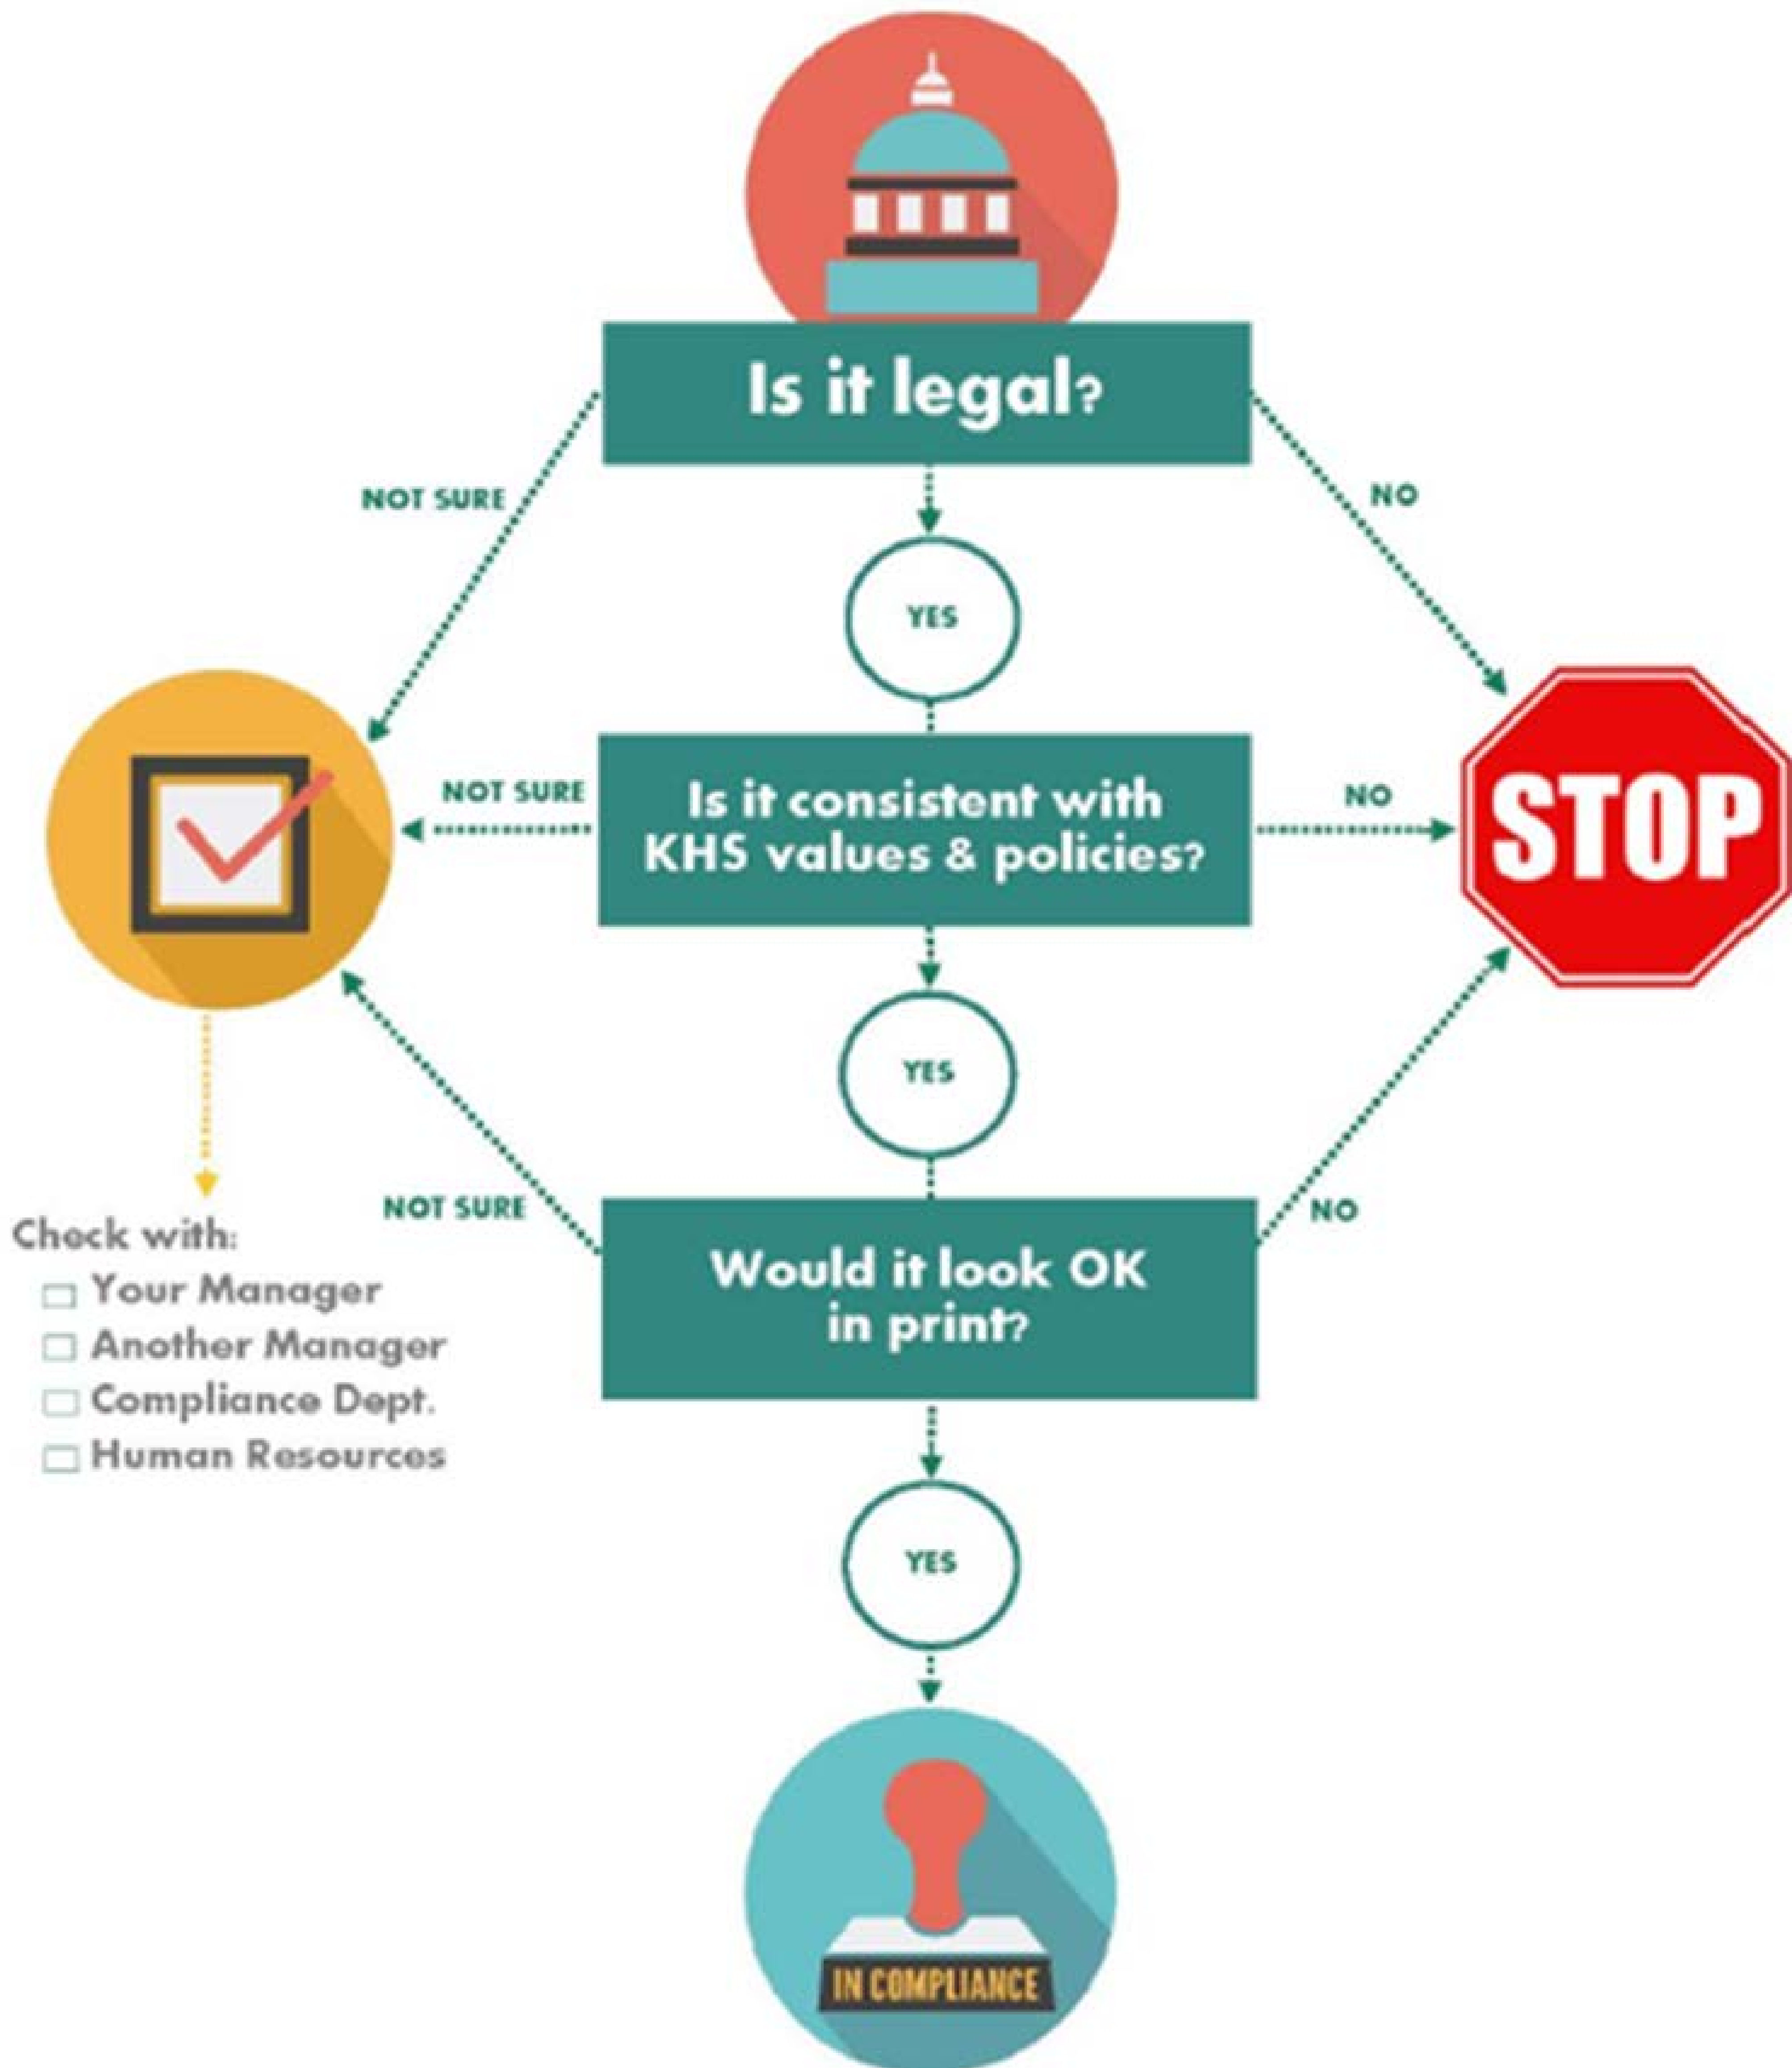 Is it legal?
NOT SURE
NO
YES
NOT SURE
Is it consistent with
KHS values & policies?
NO
STOP
YES
NOT SURE
Would it look OK
in print?
NO
Check with:
Your Manager
Another Manager
Compliance Dept.
Human Resources
YES
IN COMPLIANCE